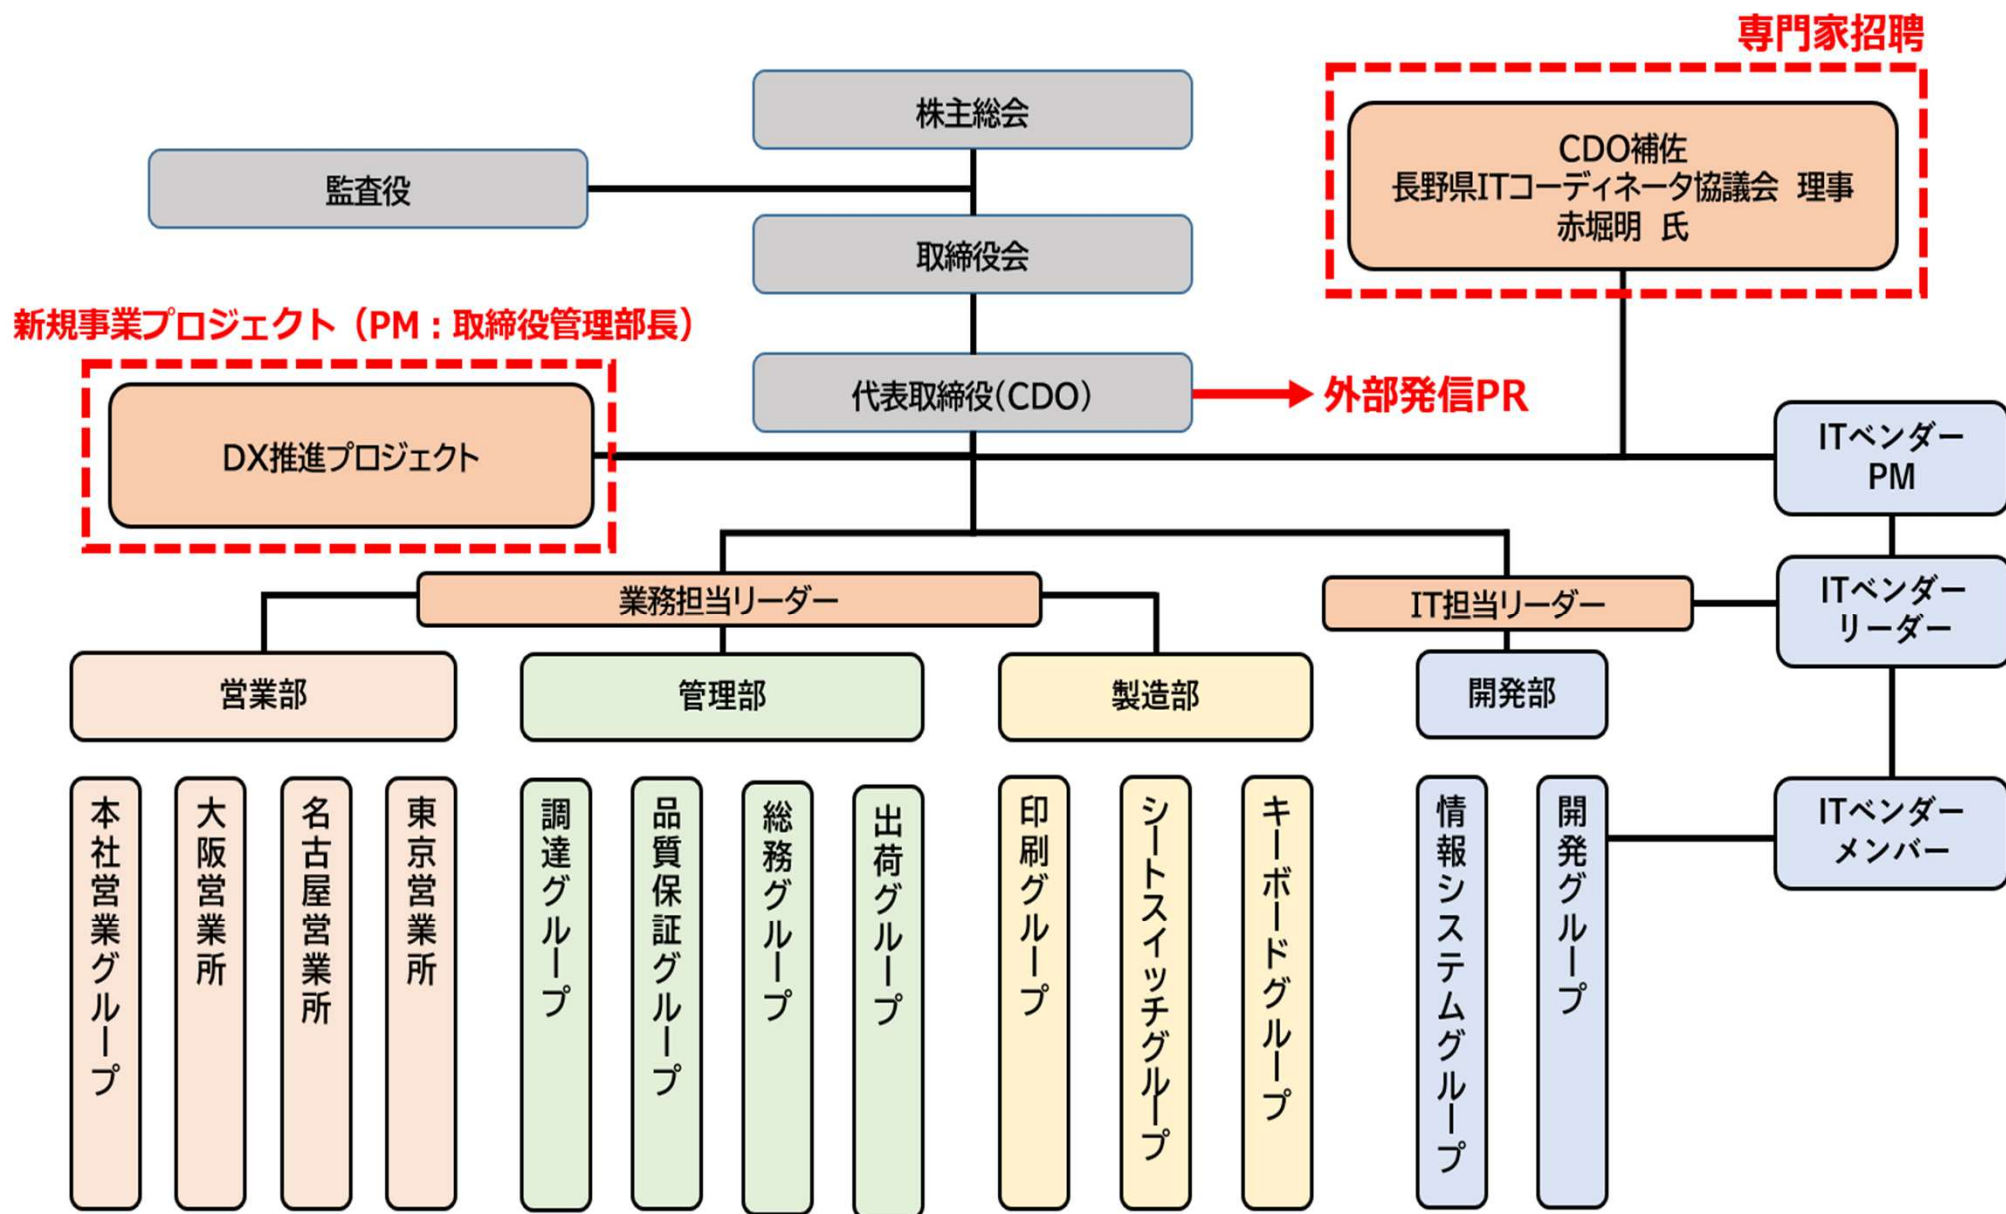 専門家招聘
株主総会
CDO補佐
長野県ITコーディネータ協議会 理事
赤堀明 氏
監査役
取締役会
新規事業プロジェクト（PM：取締役管理部長）
代表取締役(CDO)
外部発信PR
DX推進プロジェクト
ITベンダー
PM
業務担当リーダー
IT担当リーダー
ITベンダー
リーダー
営業部
管理部
製造部
開発部
本社営業グループ
大阪営業所
名古屋営業所
東京営業所
調達グループ
品質保証グループ
総務グループ
出荷グループ
印刷グループ
シートスイッチグループ
キーボードグループ
情報システムグループ
開発グループ
ITベンダー
メンバー